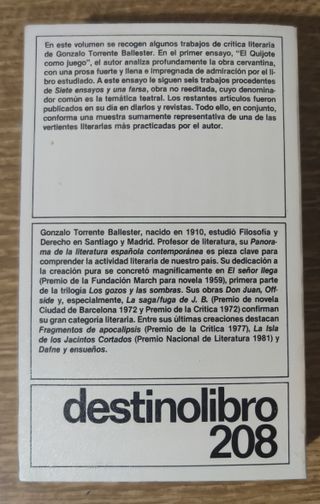 En este volumen se recogen algunos trabajos de crítica literaria
de Gonzalo Torrente Ballester. En el primer ensayo, "El Quijote
como juego", el autor analiza profundamente la obra cervantina,
con una prosa fuerte y llena e impregnada de admiración por el li-
bro estudiado. A este ensayo le siguen seis trabajos procedentes
de Siete ensayos y una farsa, obra no reeditada, cuyo denomina-
dor común es la temática teatral. Los restantes artículos fueron
publicados en su día en diarios y revistas. Todo ello, en conjunto,
conforma una muestra sumamente representativa de una de las
vertientes literarias más practicadas por el autor.
Gonzalo Torrente Ballester, nacido en 1910, estudió Filosofía y
Derecho en Santiago y Madrid. Profesor de literatura, su Panora-
ma de la literatura española contemporánea es pieza clave para
comprender la actividad literaria de nuestro país. Su dedicación a
la creación pura se concretó magníficamente en El señor llega
(Premio de la Fundación March para novela 1959), primera parte
de la trilogía Los gozos y las sombras. Sus obras Don Juan, Off-
side y, especialmente, La saga/fuga de J. B. (Premio de novela
Ciudad de Barcelona 1972 y Premio de la Crítica 1972) confirman
su gran categoría literaria. Entre sus últimas creaciones destacan
Fragmentos de apocalipsis (Premio de la Crítica 1977), La Isla
de los Jacintos Cortados (Premio Nacional de Literatura 1981) y
Dafne y ensueños.
destinolibro
208